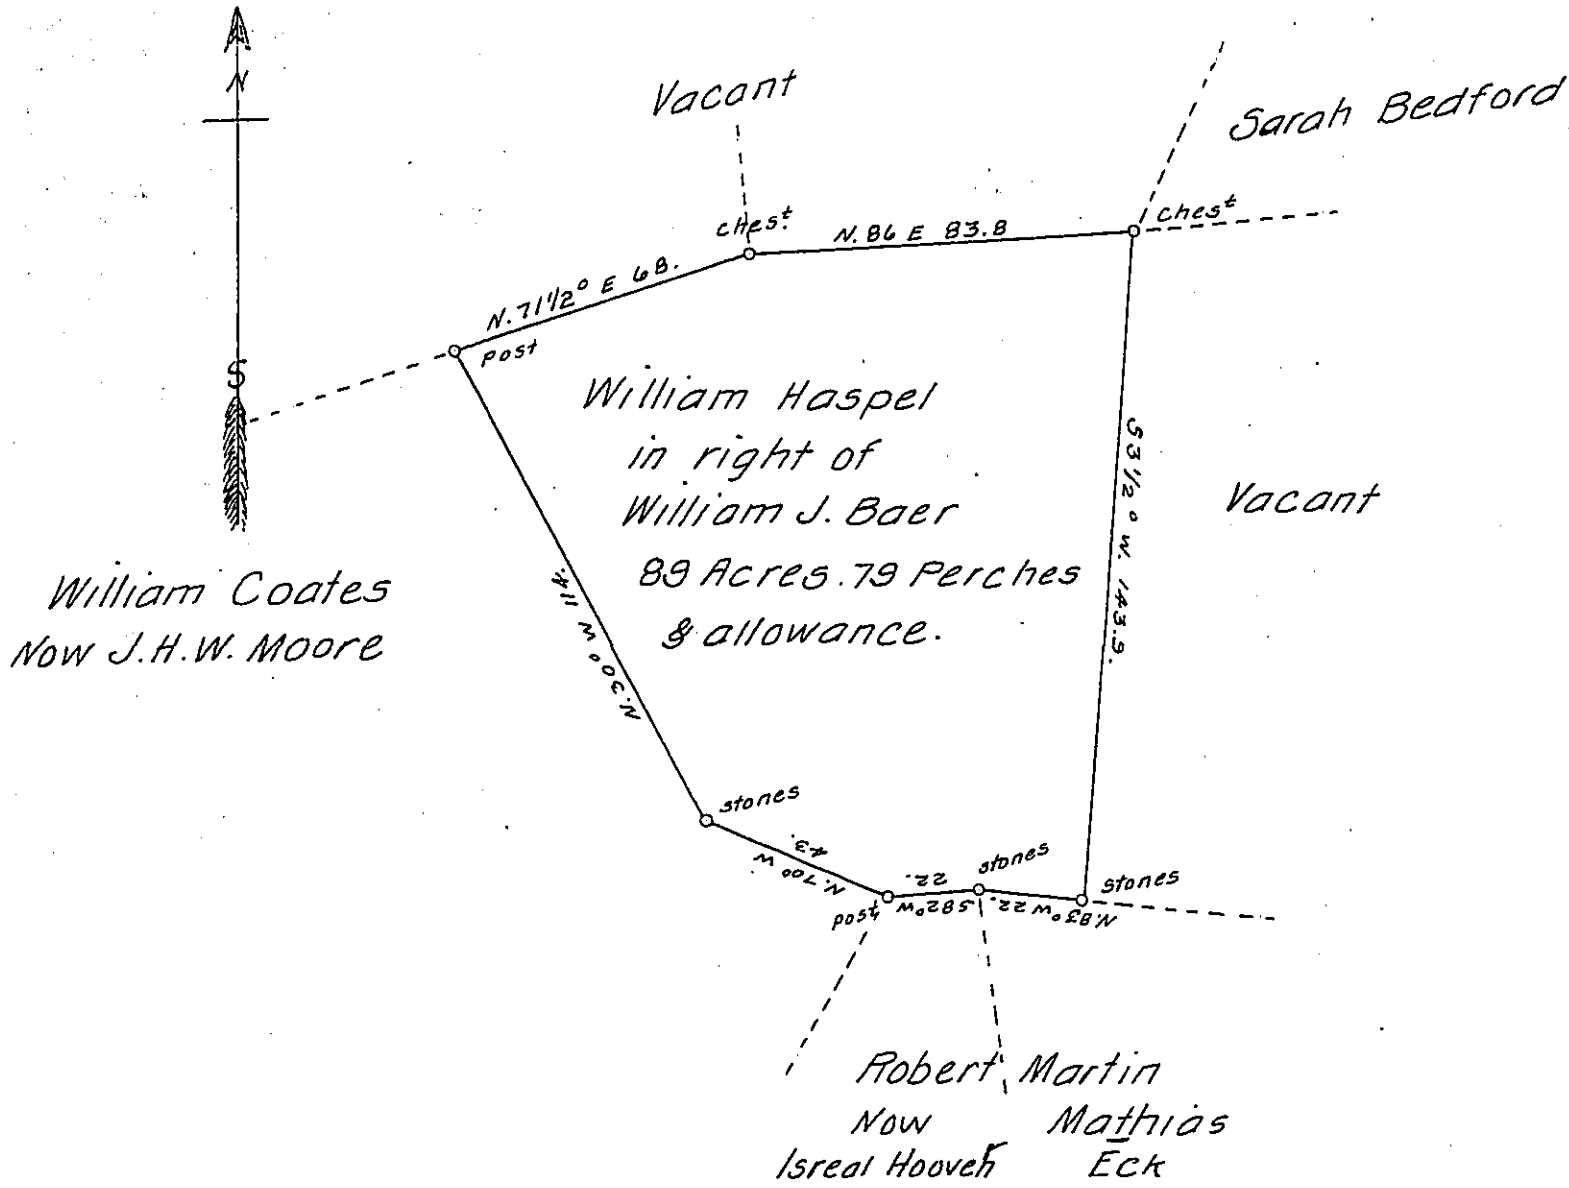 N
Vacant
Sarah Bedford
chest.
N. 86 E 83.8
chest
N. 71 1/2° E 68.
post
S
William Haspel
in right of
William J. Baer
89 Acres. 79 Perches
& allowance.
S3 1/2° W. 143.9.
Vacant
William Coates
Now J.H.W. Moore
N. 30° W 114.
stones
43.
N. 70° W
post
22.
S82°W
stones
22.
N.83°W
stones
Robert Martin
Now Mathias
Isreal Hoover Eck